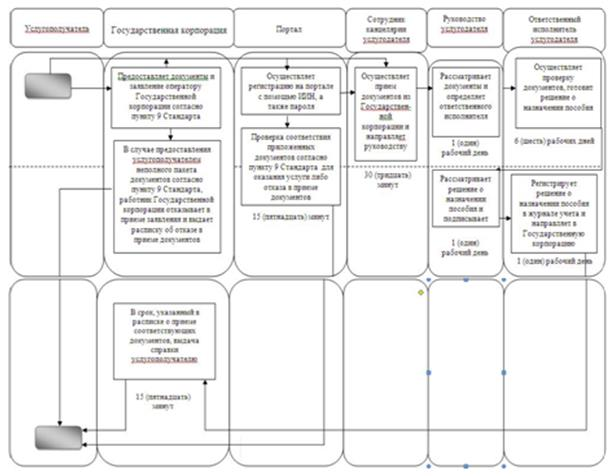 Услугополучатель
Государственная корпорация
Портал
Сотрудник
канцелярии
услугодателя
Руководство
услугодателя
Ответственный
исполнитель
услугодателя
Предоставляет документы и
заявление оператору
Государственной
корпорации согласно
пункту 9 Стандарта
В случае предоставления
услугополучателем
неполного пакета
документов согласно
пункту 9 Стандарта,
работник Государственной
корпорации отказывает в
приеме заявления и выдает
расписку об отказе в
приеме документов
Осуществляет
регистрацию на портале
с помощью ИИН, а
также пароля
Проверка соответствия
приложенных
документов согласно
пункту 9 Стандарта для
оказания услуги либо
отказа в приеме
документов
15 (пятнадцать) минут
Осуществляет
прием
документов из
Государствен-
ной
корпорации и
направляет
руководству
30 (тридцать)
минут
Рассматривает
документы и
определяет
ответственного
исполнителя
1 (один)
рабочий день
Рассматривает
решение о
назначении
пособия и
подписывает
1 (один)
рабочий день
Осуществляет
проверку
документов, готовит
решение о
назначении пособия
6 (шесть) рабочих дней
Регистрирует
решение о
назначении пособия
в журнале учета и
направляет в
Государственную
корпорацию
1 (один) рабочий день
В срок, указанный в
расписке о приеме
соответствующих
документов, выдача
справки
услугополучателю
15 (пятнадцать)
минут